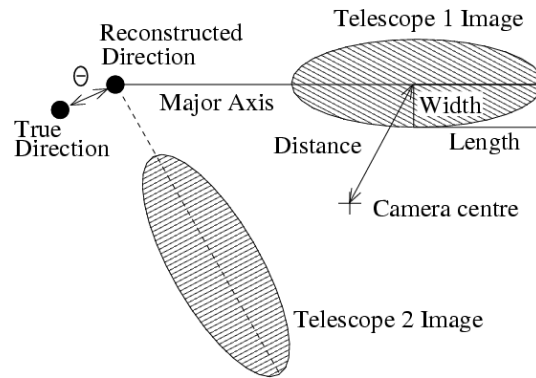 Telescope 1 Image
Reconstructed
Direction
Θ
Major Axis
Width
True
Direction
Distance
Length
Camera centre
Telescope 2 Image